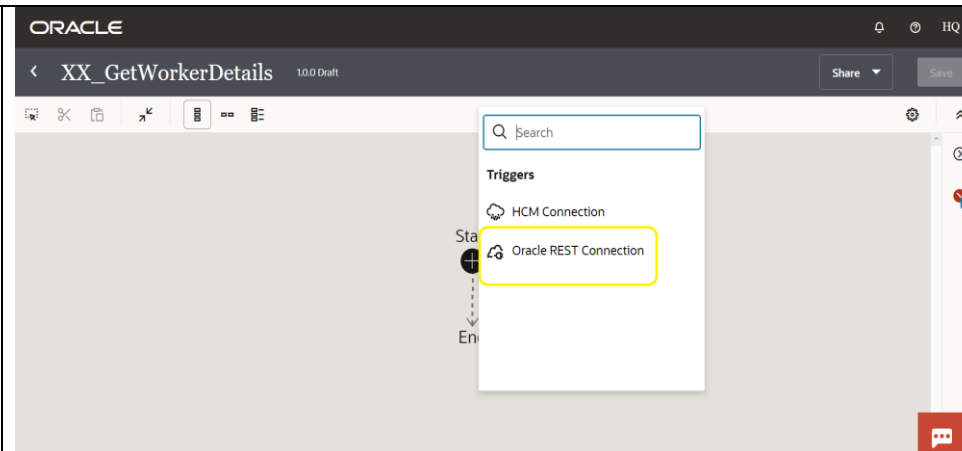 ORACLE
HQ
XX_GetWorkerDetails 1.0.0 Draft
Share
Save
Search
Triggers
HCM Connection
Oracle REST Connection
Sta
En